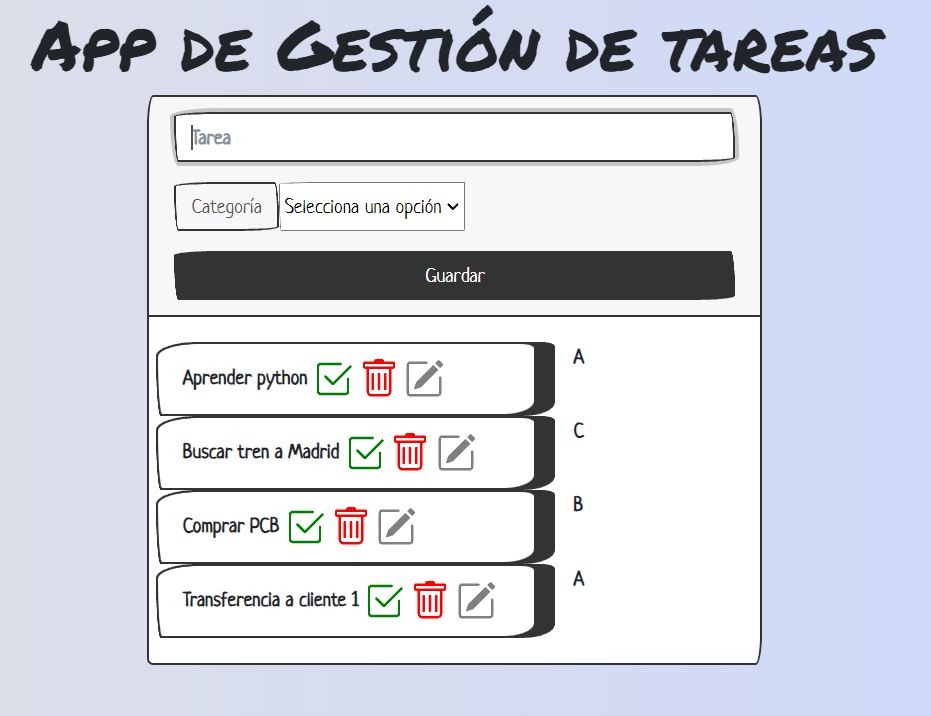 App de Gestión de tareas
Tarea
Categoría Selecciona una opción
Guardar
Aprender python A
Buscar tren a Madrid C
Comprar PCB B
Transferencia a cliente 1 A